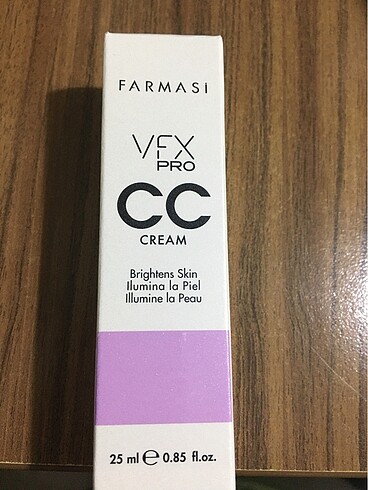 FARMASi
VFX
PRO
CC
CREAM
Brightens Skin
Ilumina la Piel
Illumine la Peau
25 ml ℮ 0.85 fl.oz.